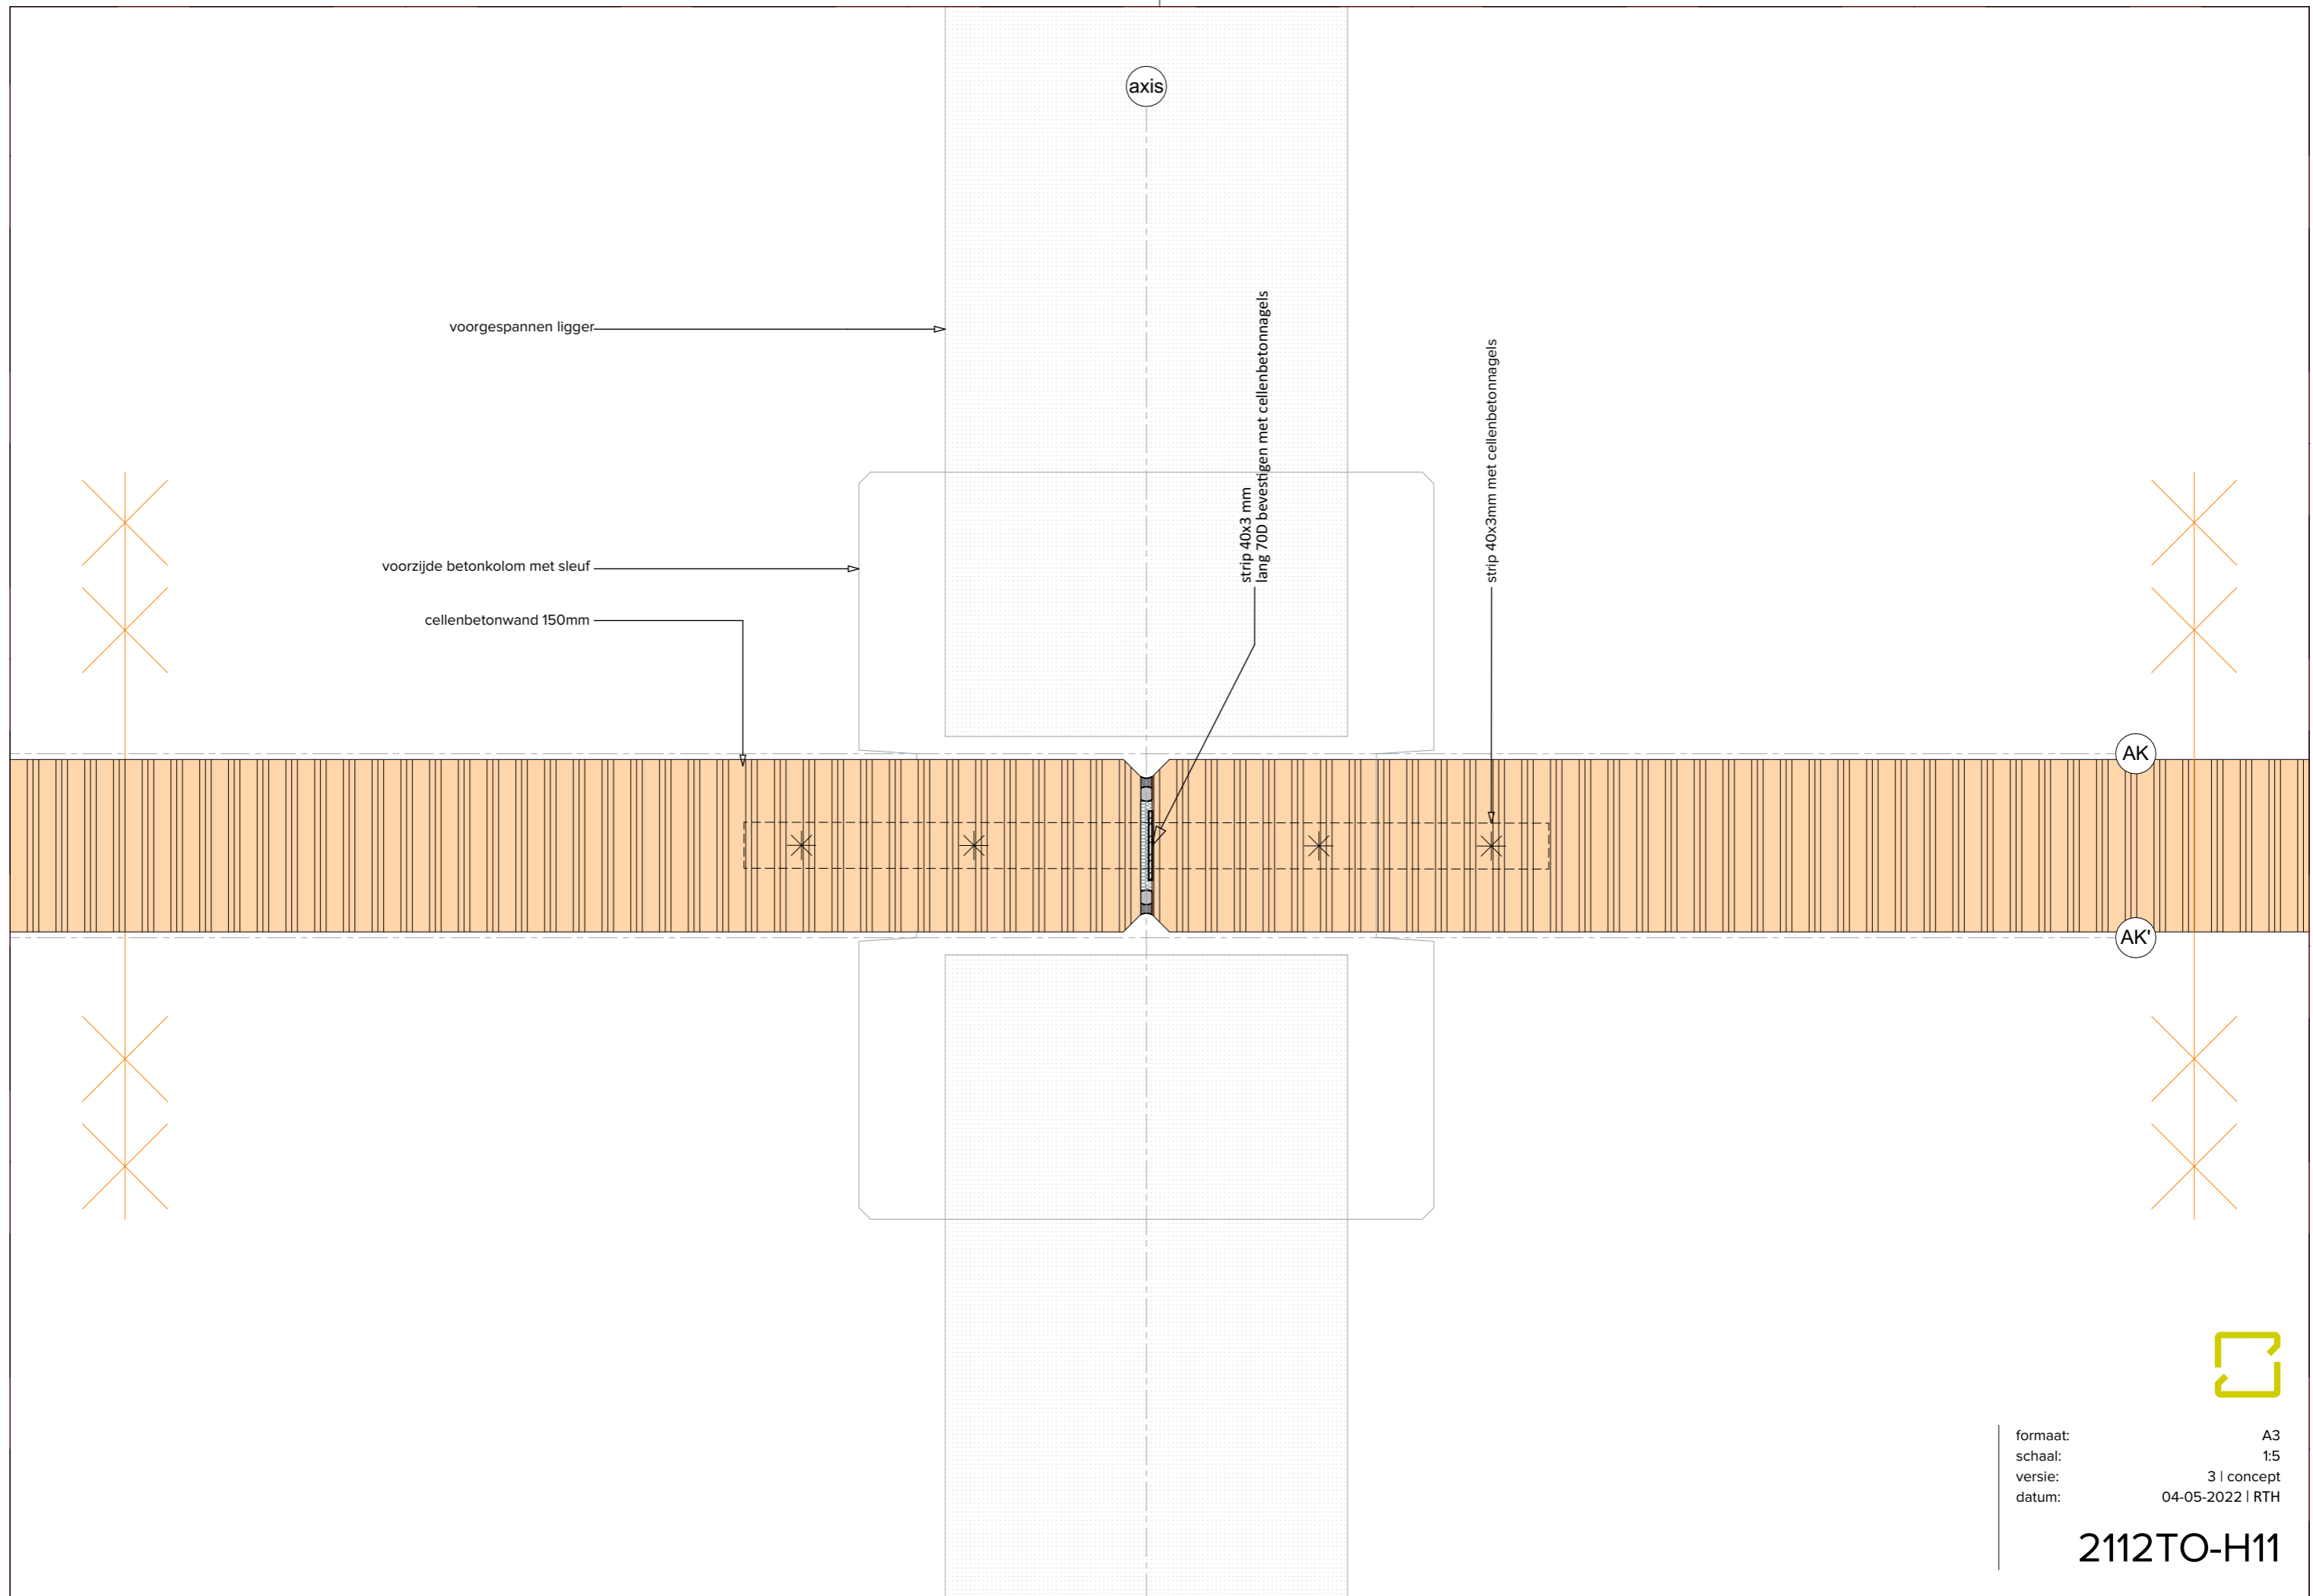 axis
voorgespannen ligger
strip 40x3 mm
lang 70D bevestigen met cellenbetonnagels
strip 40x3mm met cellenbetonnagels
voorzijde betonkolom met sleuf
cellenbetonwand 150mm
AK
AK'
formaat: A3
schaal: 1:5
versie: 3 | concept
datum: 04-05-2022 | RTH
2112TO-H11